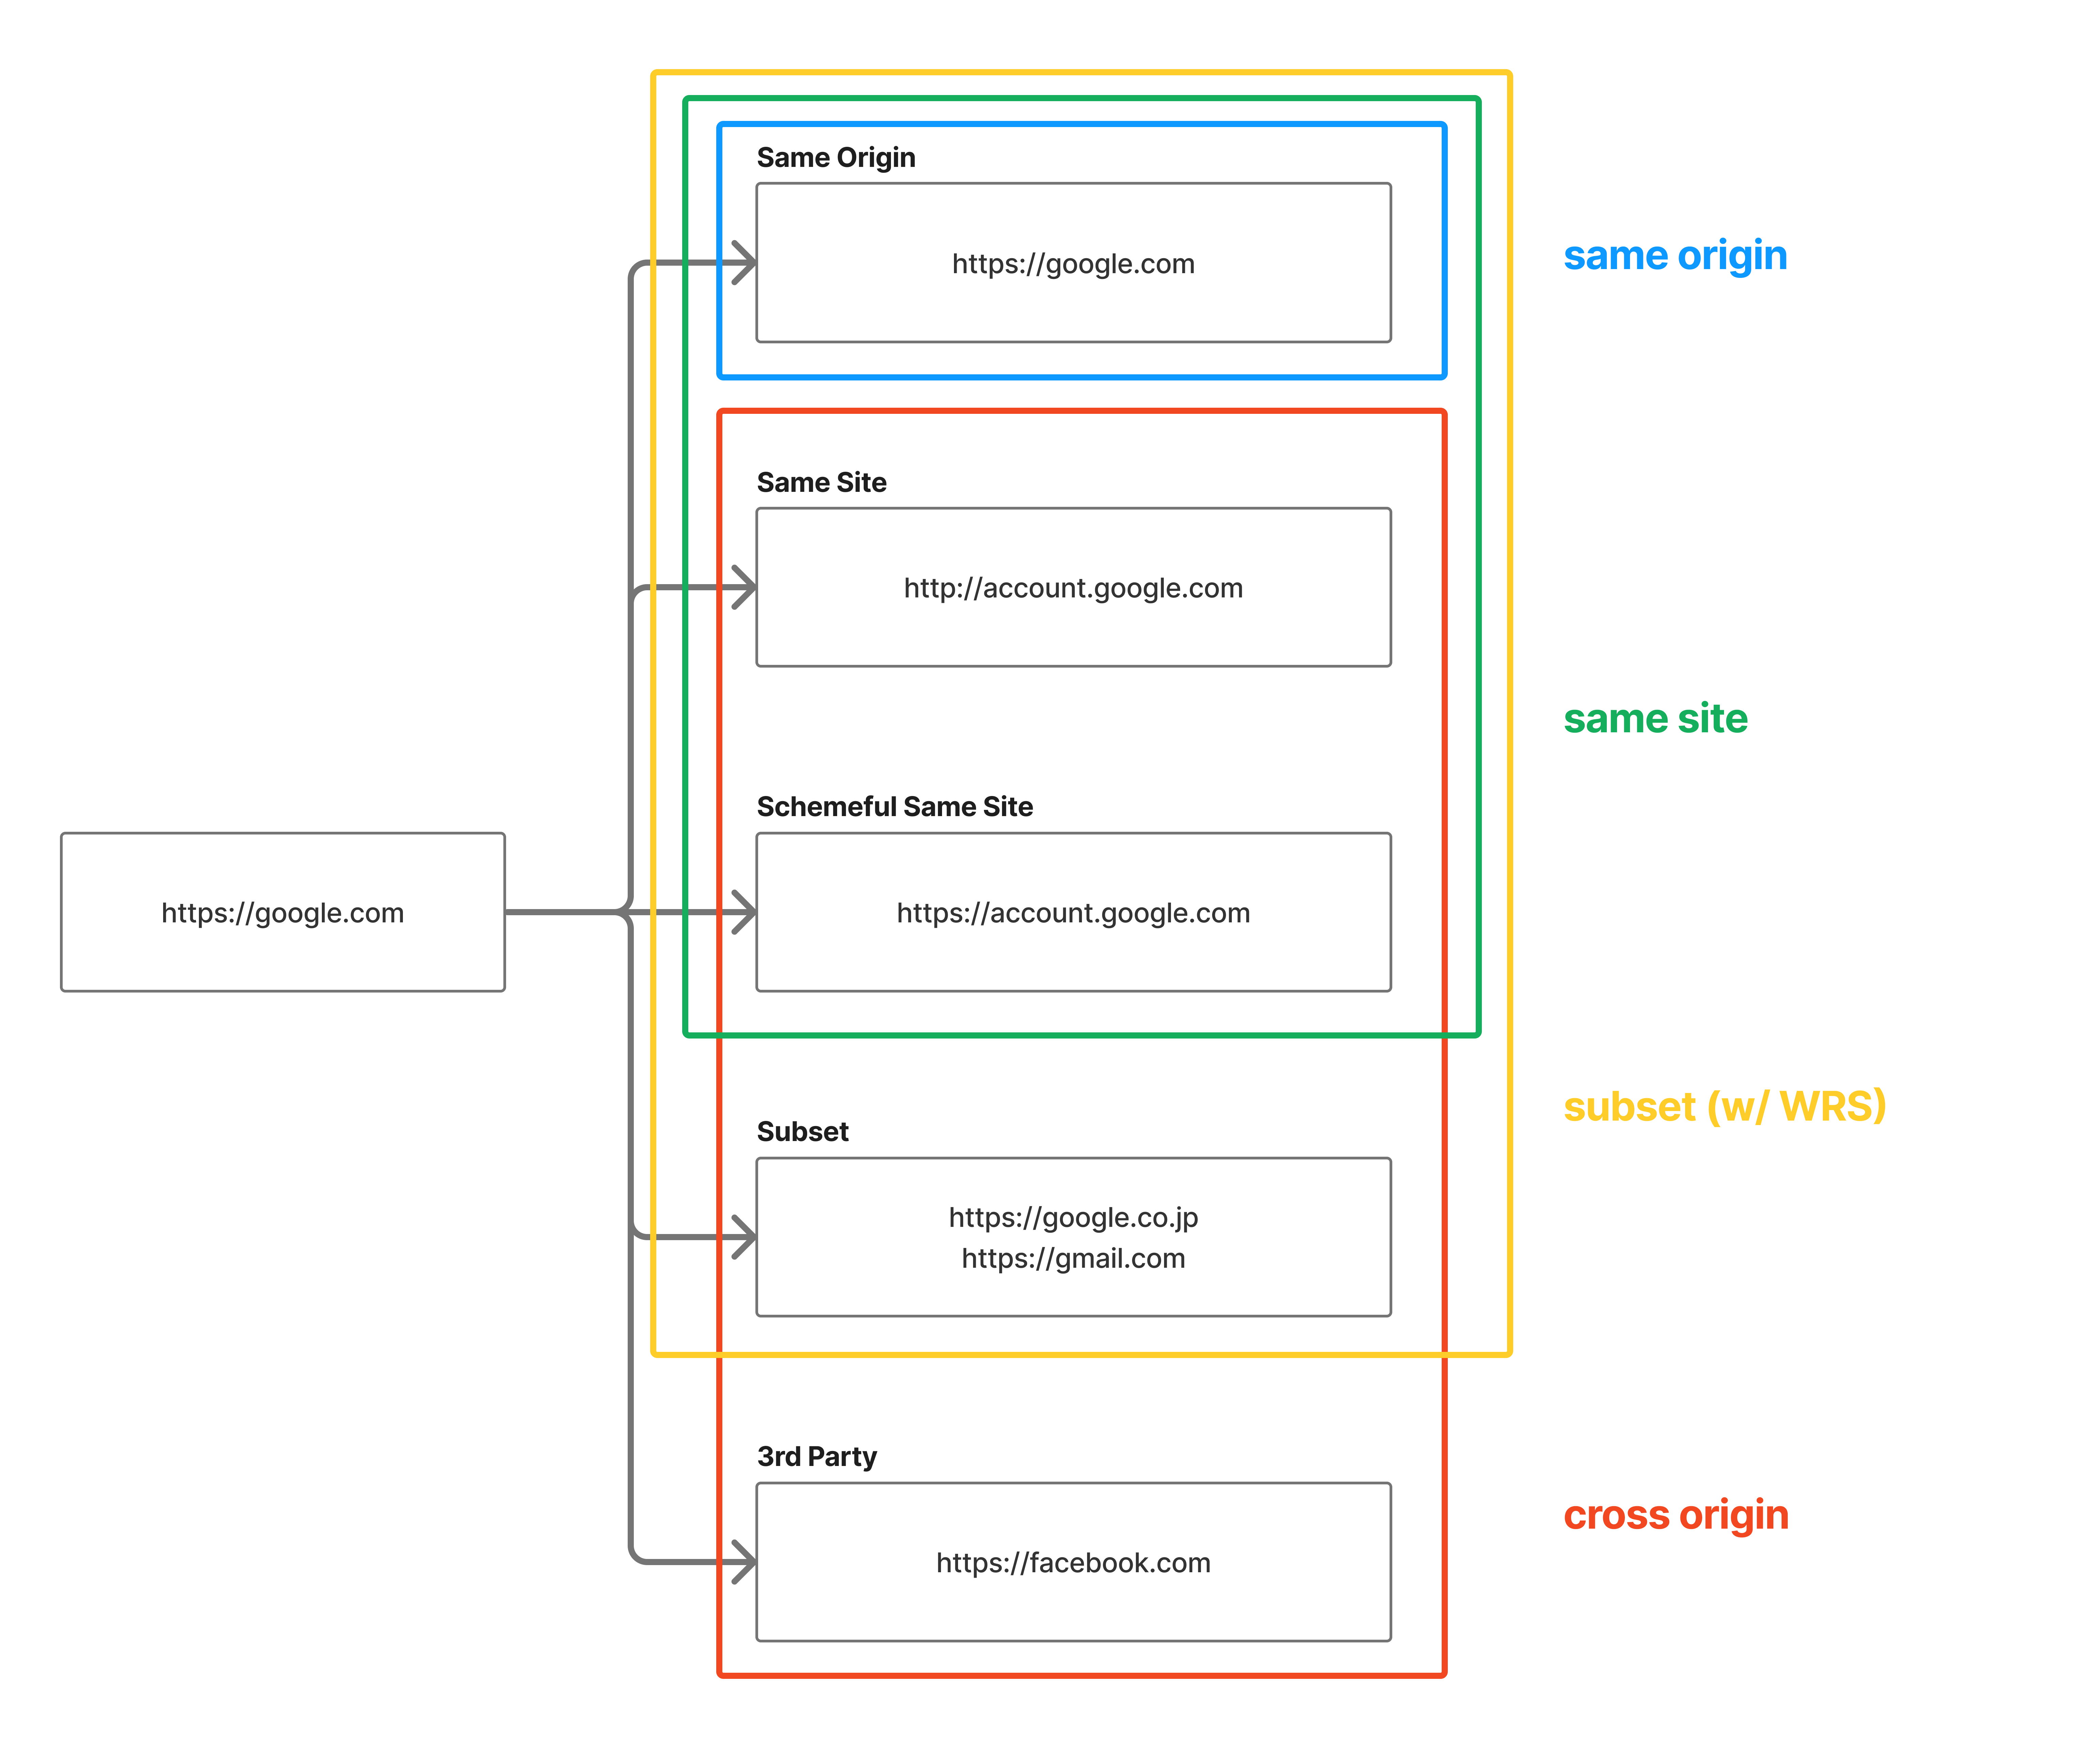 Same Origin
https://google.com
same origin
Same Site
http://account.google.com
same site
Schemeful Same Site
https://google.com
https://account.google.com
subset (w/ WRS)
Subset
https://google.co.jp
https://gmail.com
3rd Party
cross origin
https://facebook.com